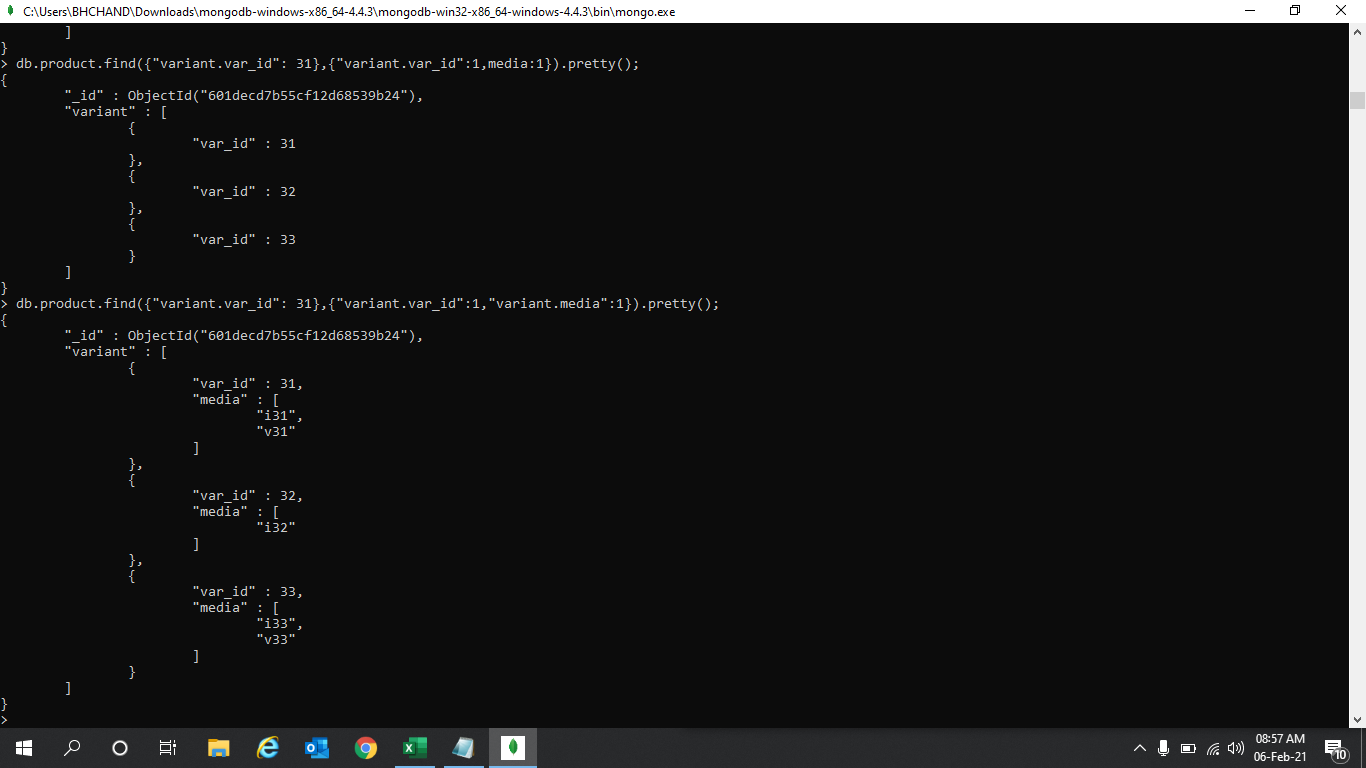 C:\Users\BHCHAND\Downloads\mongodb-windows-x86_64-4.4.3\mongodb-win32-x86_64-windows-4.4.3\bin\mongo.exe
        ]
}
> db.product.find({"variant.var_id": 31},{"variant.var_id":1,media:1}).pretty();
{
        "_id" : ObjectId("601decd7b55cf12d68539b24"),
        "variant" : [
                {
                        "var_id" : 31
                },
                {
                        "var_id" : 32
                },
                {
                        "var_id" : 33
                }
        ]
}
> db.product.find({"variant.var_id": 31},{"variant.var_id":1,"variant.media":1}).pretty();
{
        "_id" : ObjectId("601decd7b55cf12d68539b24"),
        "variant" : [
                {
                        "var_id" : 31,
                        "media" : [
                                "i31",
                                "v31"
                        ]
                },
                {
                        "var_id" : 32,
                        "media" : [
                                "i32"
                        ]
                },
                {
                        "var_id" : 33,
                        "media" : [
                                "i33",
                                "v33"
                        ]
                }
        ]
}
>
08:57 AM
06-Feb-21
10